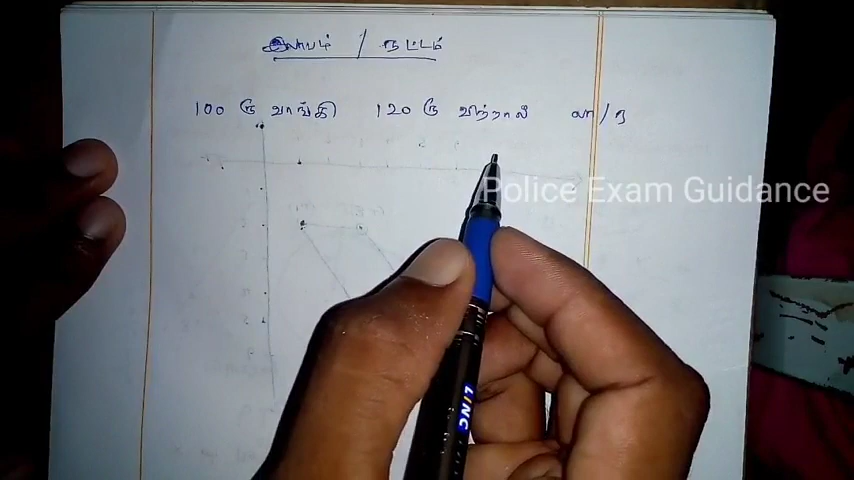 இலாபம் / நட்டம்
100 ரூ வாங்கி 120 ரூ விற்றால் லா/ந
Police Exam Guidance
LINC